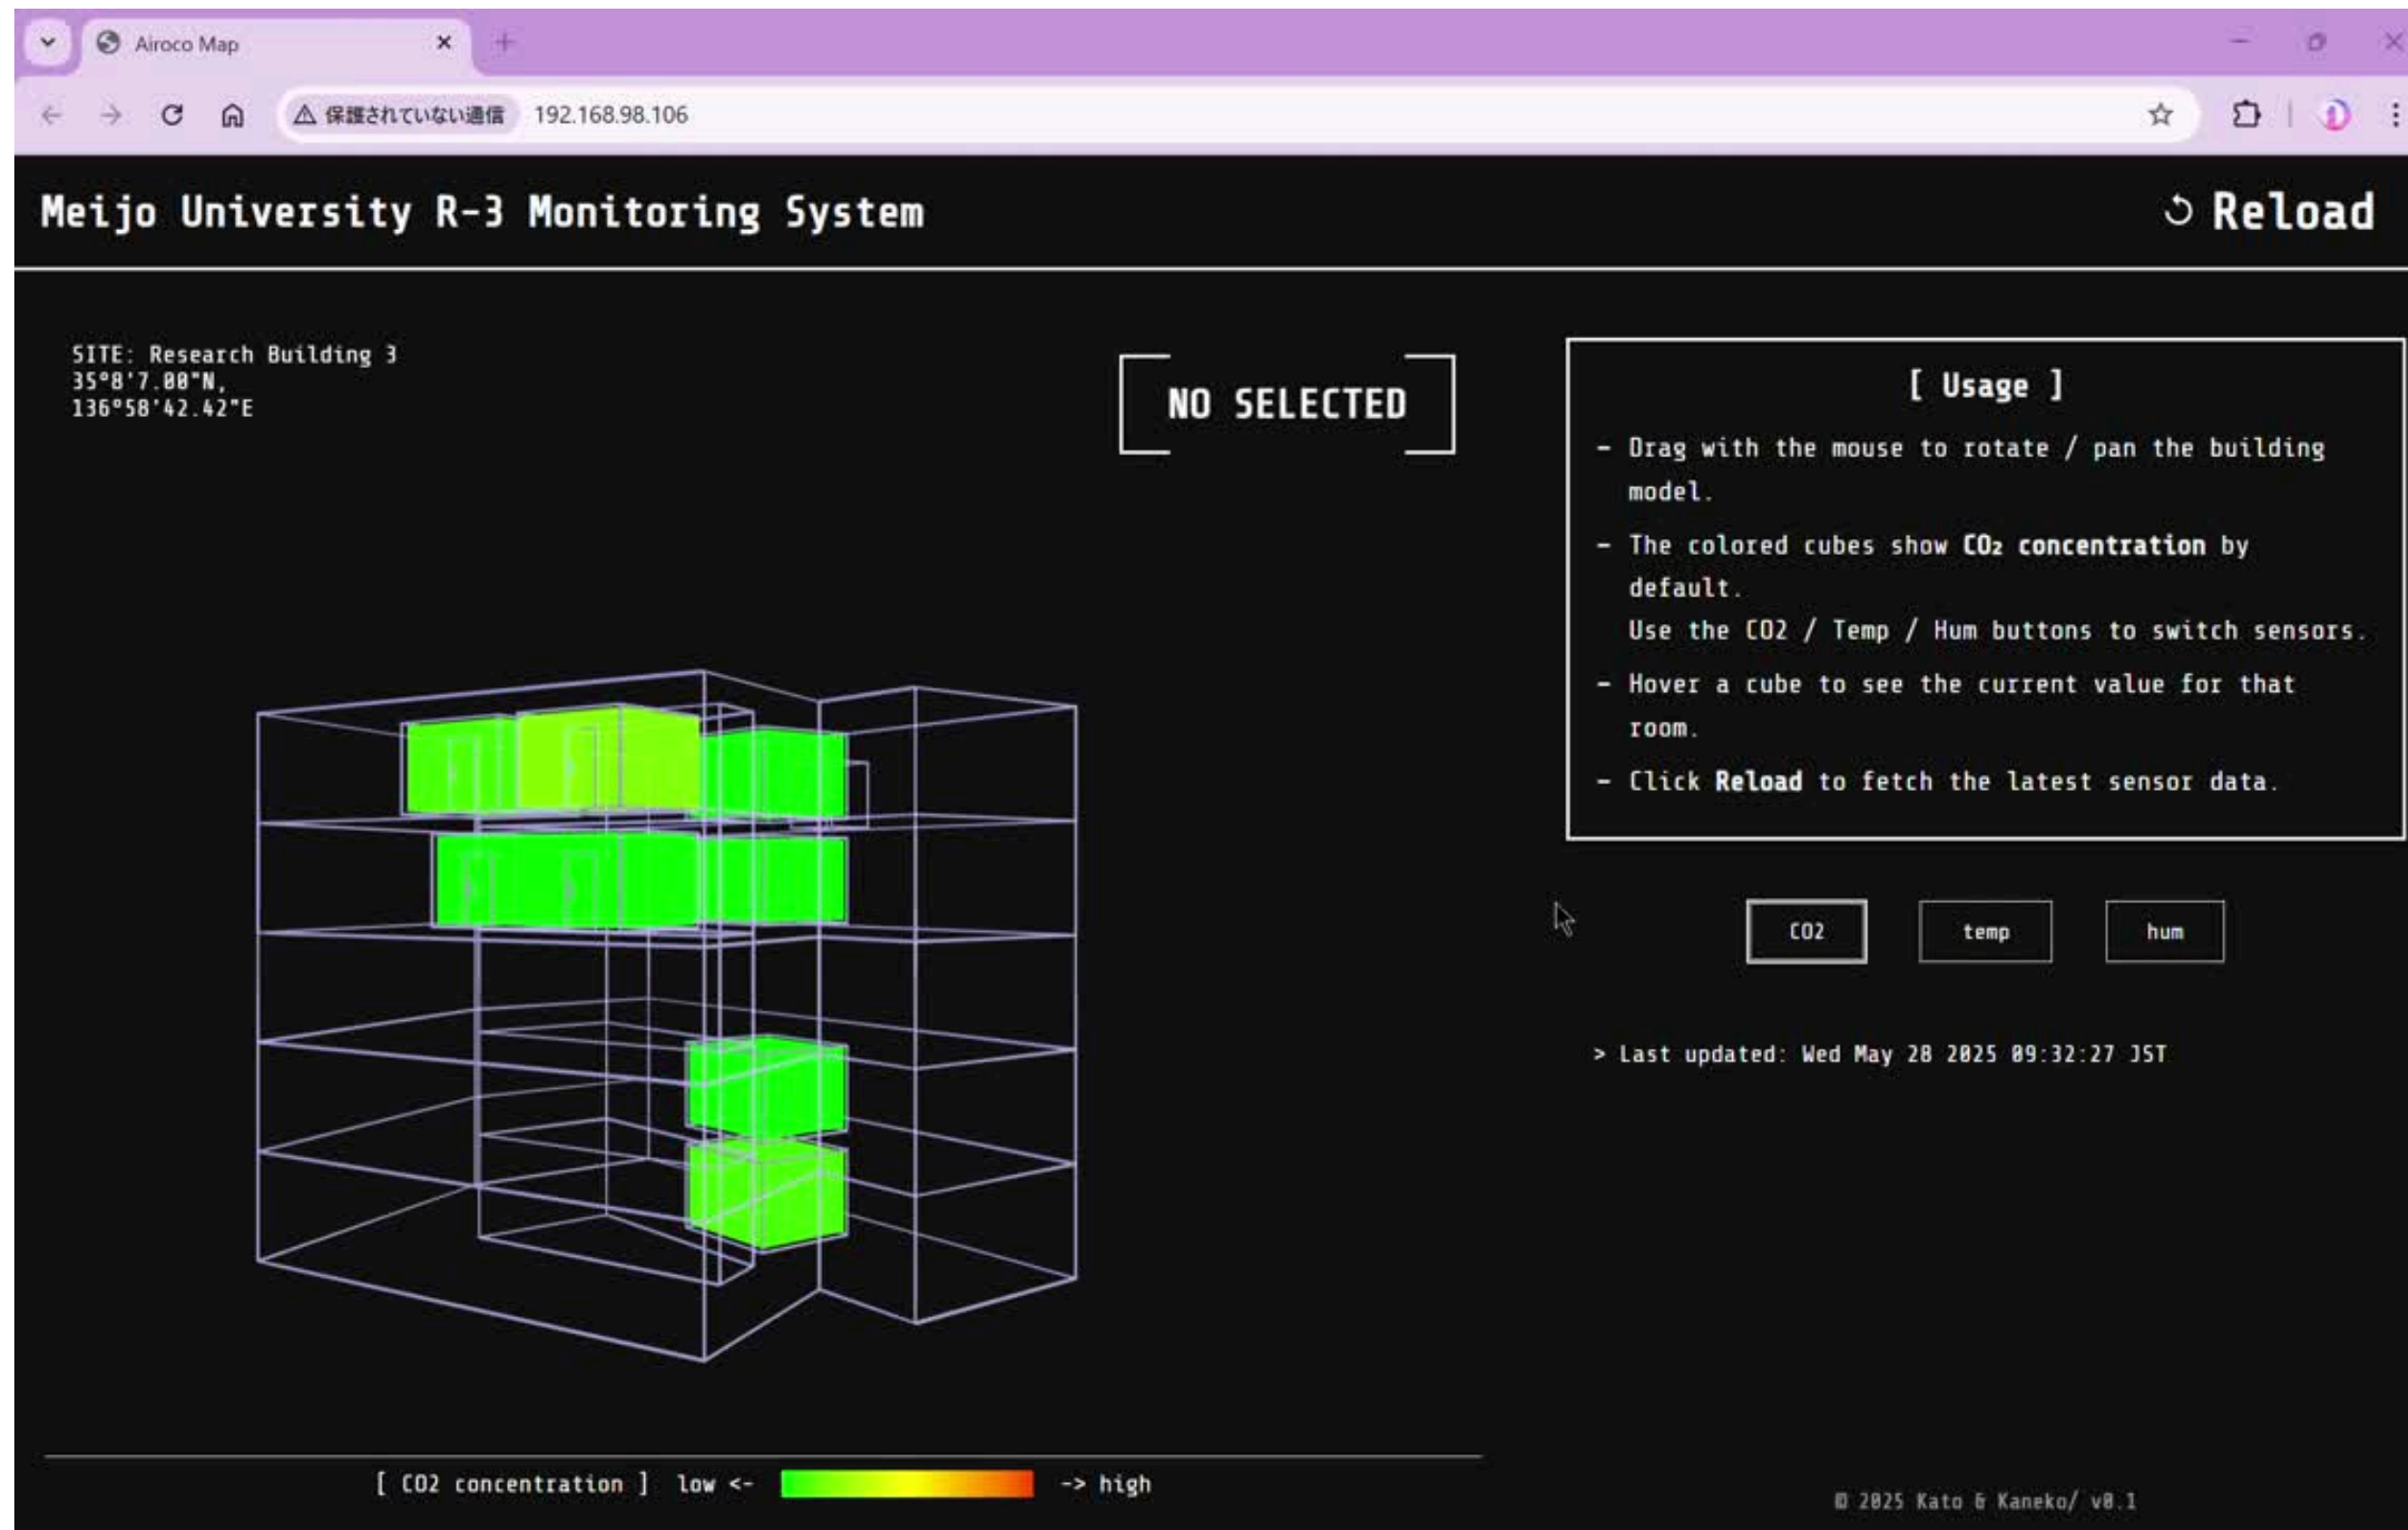 Airoco Map
保護されていない通信 192.168.98.106
Meijo University R-3 Monitoring System
Reload
SITE: Research Building 3
35°8'7.00"N,
136°58'42.42"E
NO SELECTED
[ Usage ]
- Drag with the mouse to rotate / pan the building
model.
- The colored cubes show CO₂ concentration by
default.
Use the CO2 / Temp / Hum buttons to switch sensors.
- Hover a cube to see the current value for that
room.
- Click Reload to fetch the latest sensor data.
CO2 temp hum
> Last updated: Wed May 28 2025 09:32:27 JST
[ CO2 concentration ] low <- -> high
© 2025 Kato & Kaneko/ v0.1